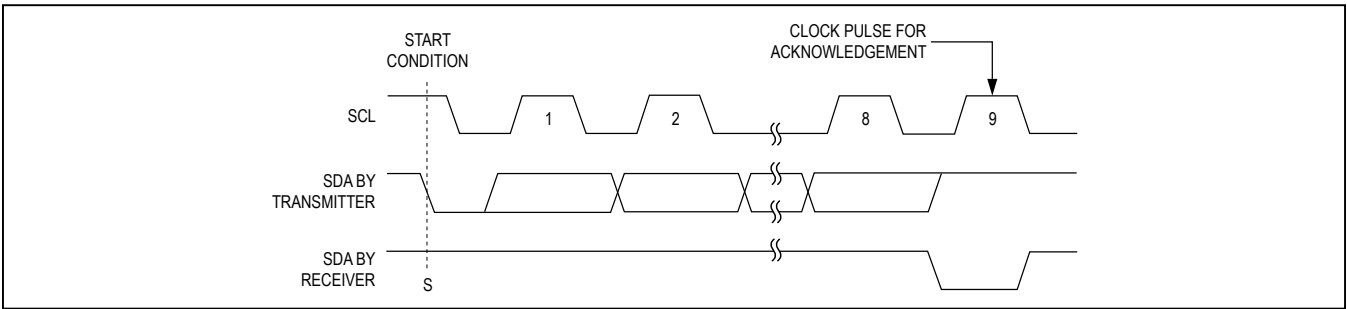 START
CONDITION
CLOCK PULSE FOR
ACKNOWLEDGEMENT
SCL
1
2
8
9
SDA BY
TRANSMITTER
SDA BY
RECEIVER
S